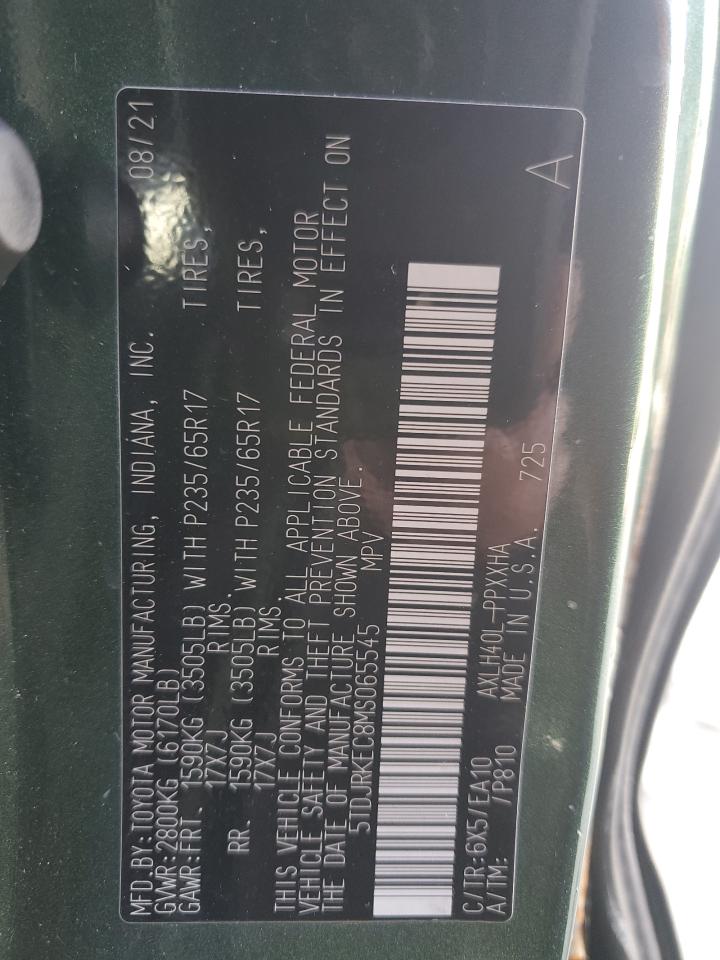 MFD.BY:TOYOTA MOTOR MANUFACTURING, INDIANA, INC. 08/21
GVWR:2800KG (6170LB)
GAWR:FRT. 1590KG (3505LB) WITH P235/65R17 TIRES,
17X7J RIMS.
RR. 1590KG (3505LB) WITH P235/65R17 TIRES,
17X7J RIMS.
THIS VEHICLE CONFORMS TO ALL APPLICABLE FEDERAL MOTOR
VEHICLE SAFETY AND THEFT PREVENTION STANDARDS IN EFFECT ON
THE DATE OF MANUFACTURE SHOWN ABOVE.
5TDJRKEC8MS065545 MPV
C/TR:6X5/EA10 AXLH40L-PPXXHA A
A/TM: /P810 MADE IN U.S.A. 725